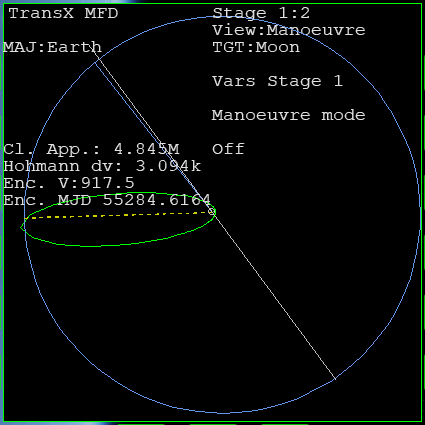 TransX MFD
Stage 1:2
View:Manoeuvre
MAJ:Earth
TGT:Moon
Vars Stage 1
Manoeuvre mode
Cl. App.: 4.845M
Off
Hohmann dv: 3.094k
Enc. V:917.5
Enc. MJD 55284.6164